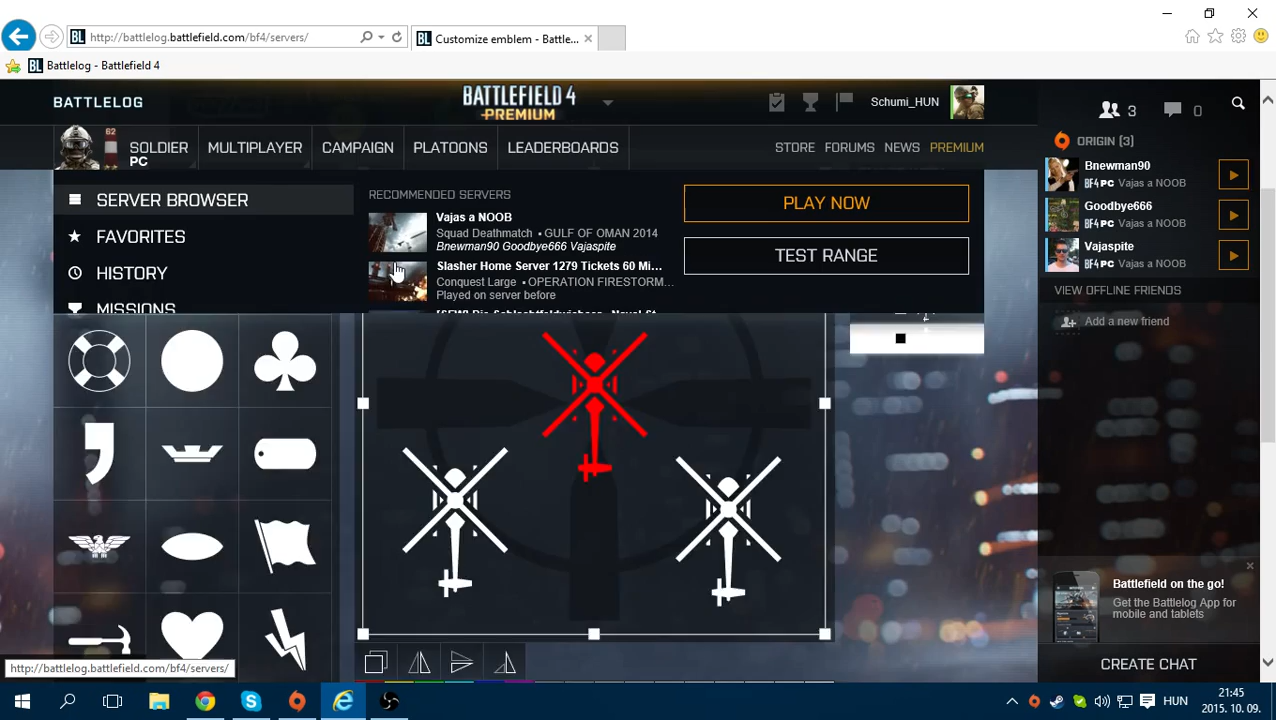 http://battlelog.battlefield.com/bf4/servers/
Customize emblem - Battle...
Battlelog - Battlefield 4
BATTLELOG
BATTLEFIELD 4
PREMIUM
Schumi_HUN
3
0
62
SOLDIER
PC
MULTIPLAYER
CAMPAIGN
PLATOONS
LEADERBOARDS
STORE
FORUMS
NEWS
PREMIUM
ORIGIN (3)
Bnewman90
BF4 PC Vajas a NOOB
Goodbye666
BF4 PC Vajas a NOOB
Vajaspite
BF4 PC Vajas a NOOB
VIEW OFFLINE FRIENDS
Add a new friend
SERVER BROWSER
FAVORITES
HISTORY
MISSIONS
RECOMMENDED SERVERS
Vajas a NOOB
Squad Deathmatch • GULF OF OMAN 2014
Bnewman90 Goodbye666 Vajaspite
Slasher Home Server 1279 Tickets 60 Mi...
Conquest Large • OPERATION FIRESTORM...
Played on server before
PLAY NOW
TEST RANGE
Battlefield on the go!
Get the Battlelog App for
mobile and tablets
CREATE CHAT
http://battlelog.battlefield.com/bf4/servers/
HUN
21:45
2015. 10. 09.